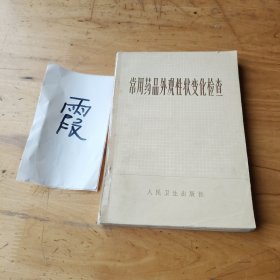 常用药品外观性状变化检查
人民卫生出版社
霞